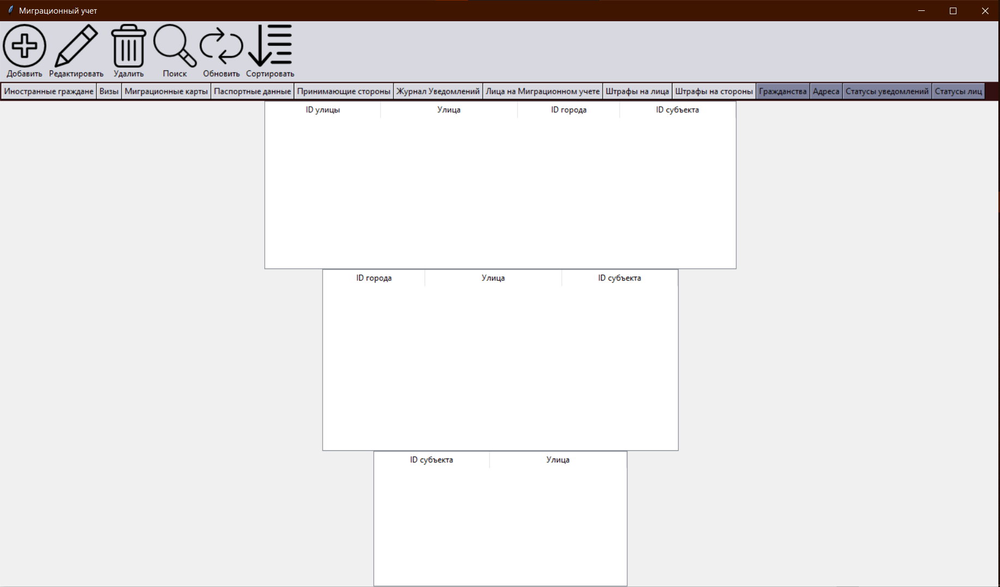 Миграционный учет
Добавить Редактировать Удалить Поиск Обновить Сортировать
Иностранные граждане Визы Миграционные карты Паспортные данные Принимающие стороны Журнал Уведомлений Лица на Миграционном учете Штрафы на лица Штрафы на стороны Гражданства Адреса Статусы уведомлений Статусы лиц
ID улицы Улица ID города ID субъекта
ID города Улица ID субъекта
ID субъекта Улица